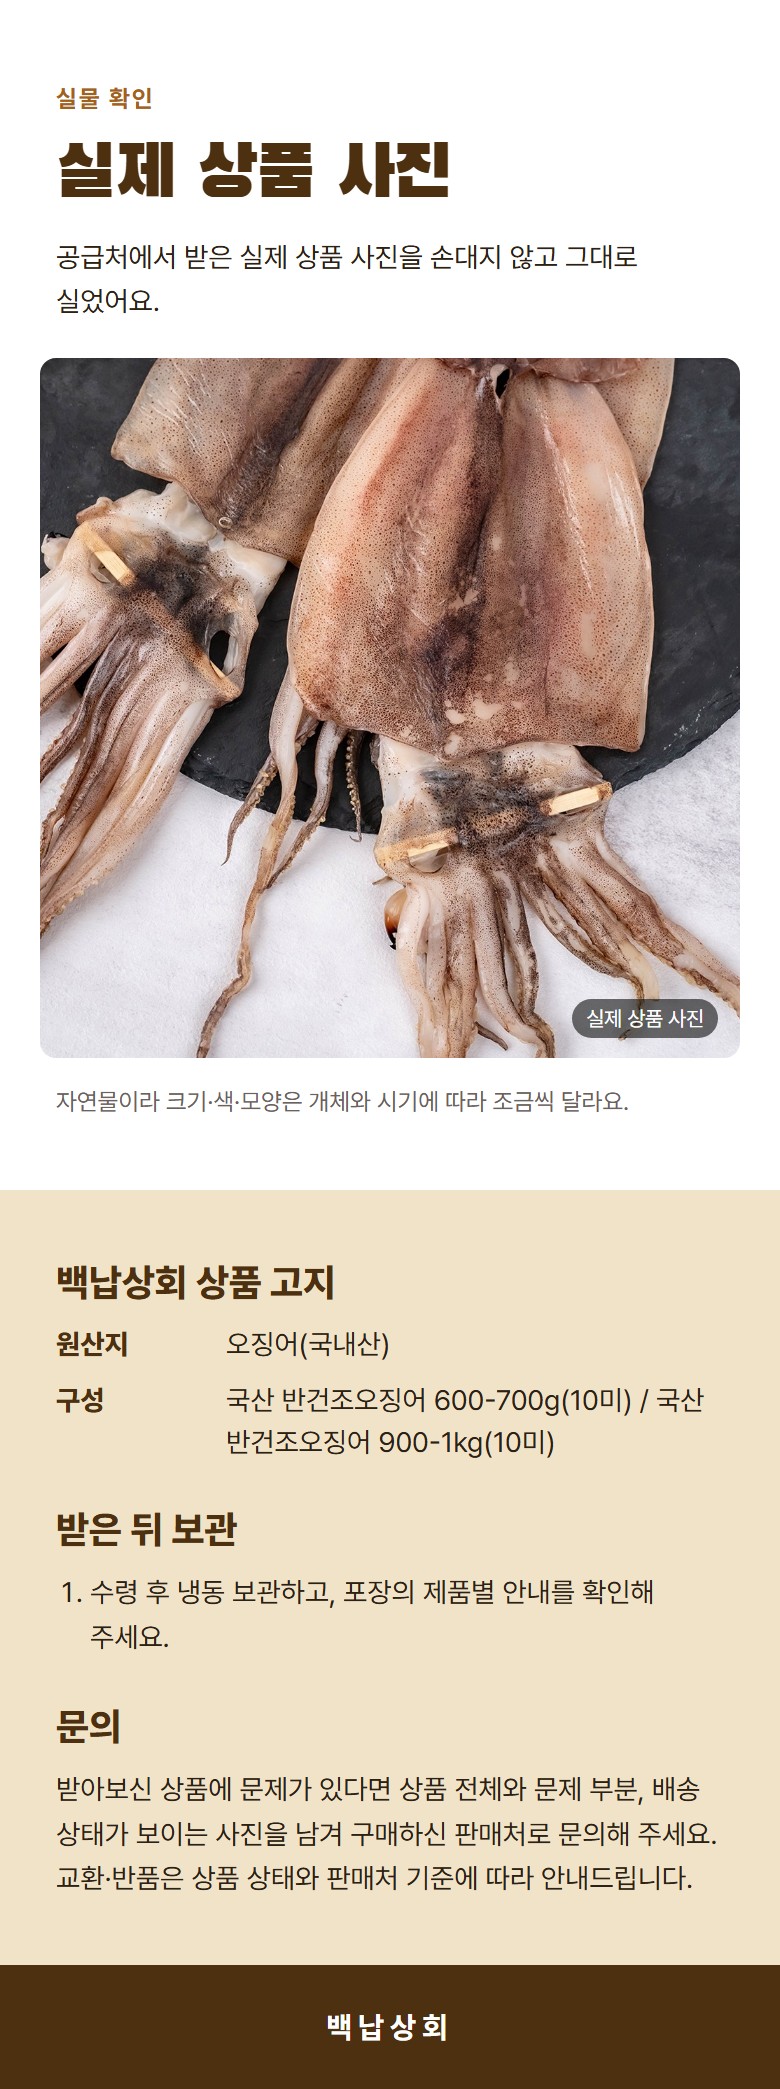 실물 확인
실제 상품 사진
공급처에서 받은 실제 상품 사진을 손대지 않고 그대로
실었어요.
실제 상품 사진
자연물이라 크기·색·모양은 개체와 시기에 따라 조금씩 달라요.
백납상회 상품 고지
원산지 오징어(국내산)
구성 국산 반건조오징어 600-700g(10미) / 국산
반건조오징어 900-1kg(10미)
받은 뒤 보관
1. 수령 후 냉동 보관하고, 포장의 제품별 안내를 확인해
주세요.
문의
받아보신 상품에 문제가 있다면 상품 전체와 문제 부분, 배송
상태가 보이는 사진을 남겨 구매하신 판매처로 문의해 주세요.
교환·반품은 상품 상태와 판매처 기준에 따라 안내드립니다.
백납상회